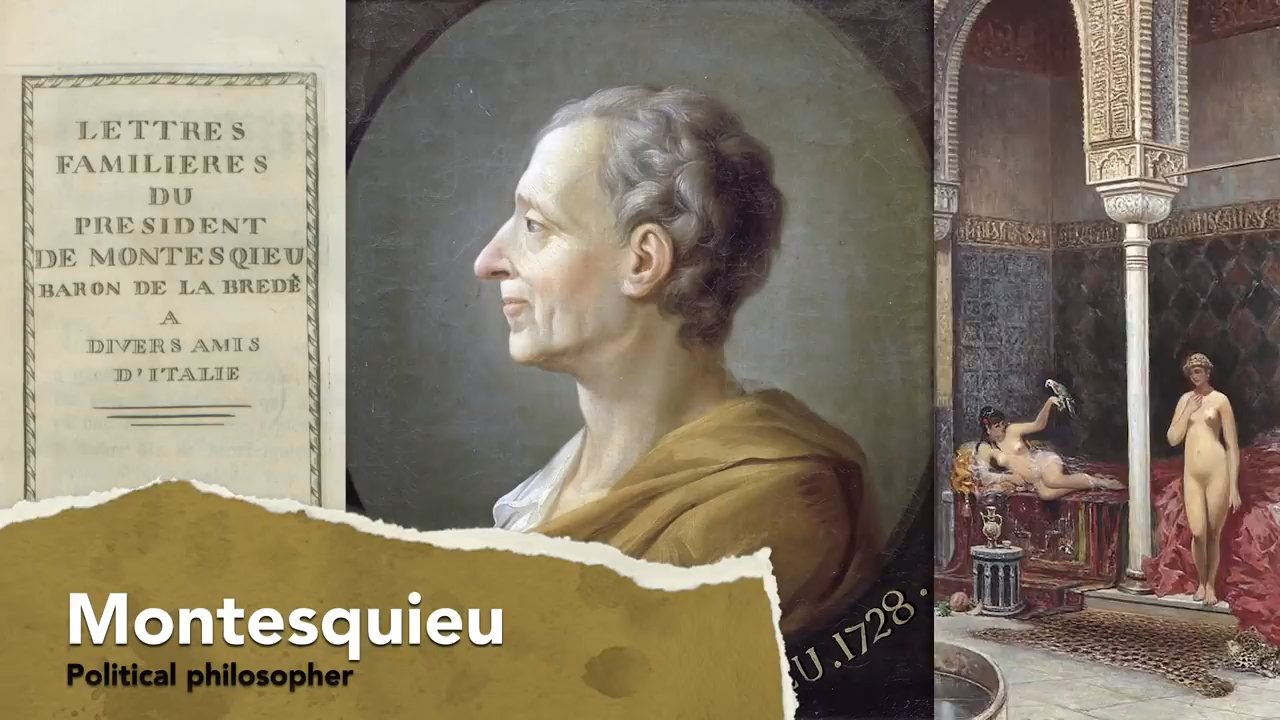 LETTRES
FAMILIERES
DU
PRESIDENT
DE MONTESQIEU
BARON DE LA BREDÈ
A
DIVERS AMIS
D'ITALIE
U.1728.
Montesquieu
Political philosopher